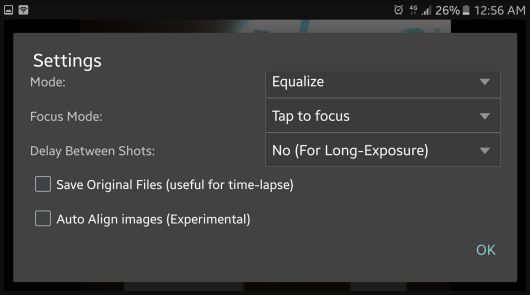 4G 26% 12:56 AM
Settings
Mode: Equalize
Focus Mode: Tap to focus
Delay Between Shots: No (For Long-Exposure)
Save Original Files (useful for time-lapse)
Auto Align images (Experimental)
OK